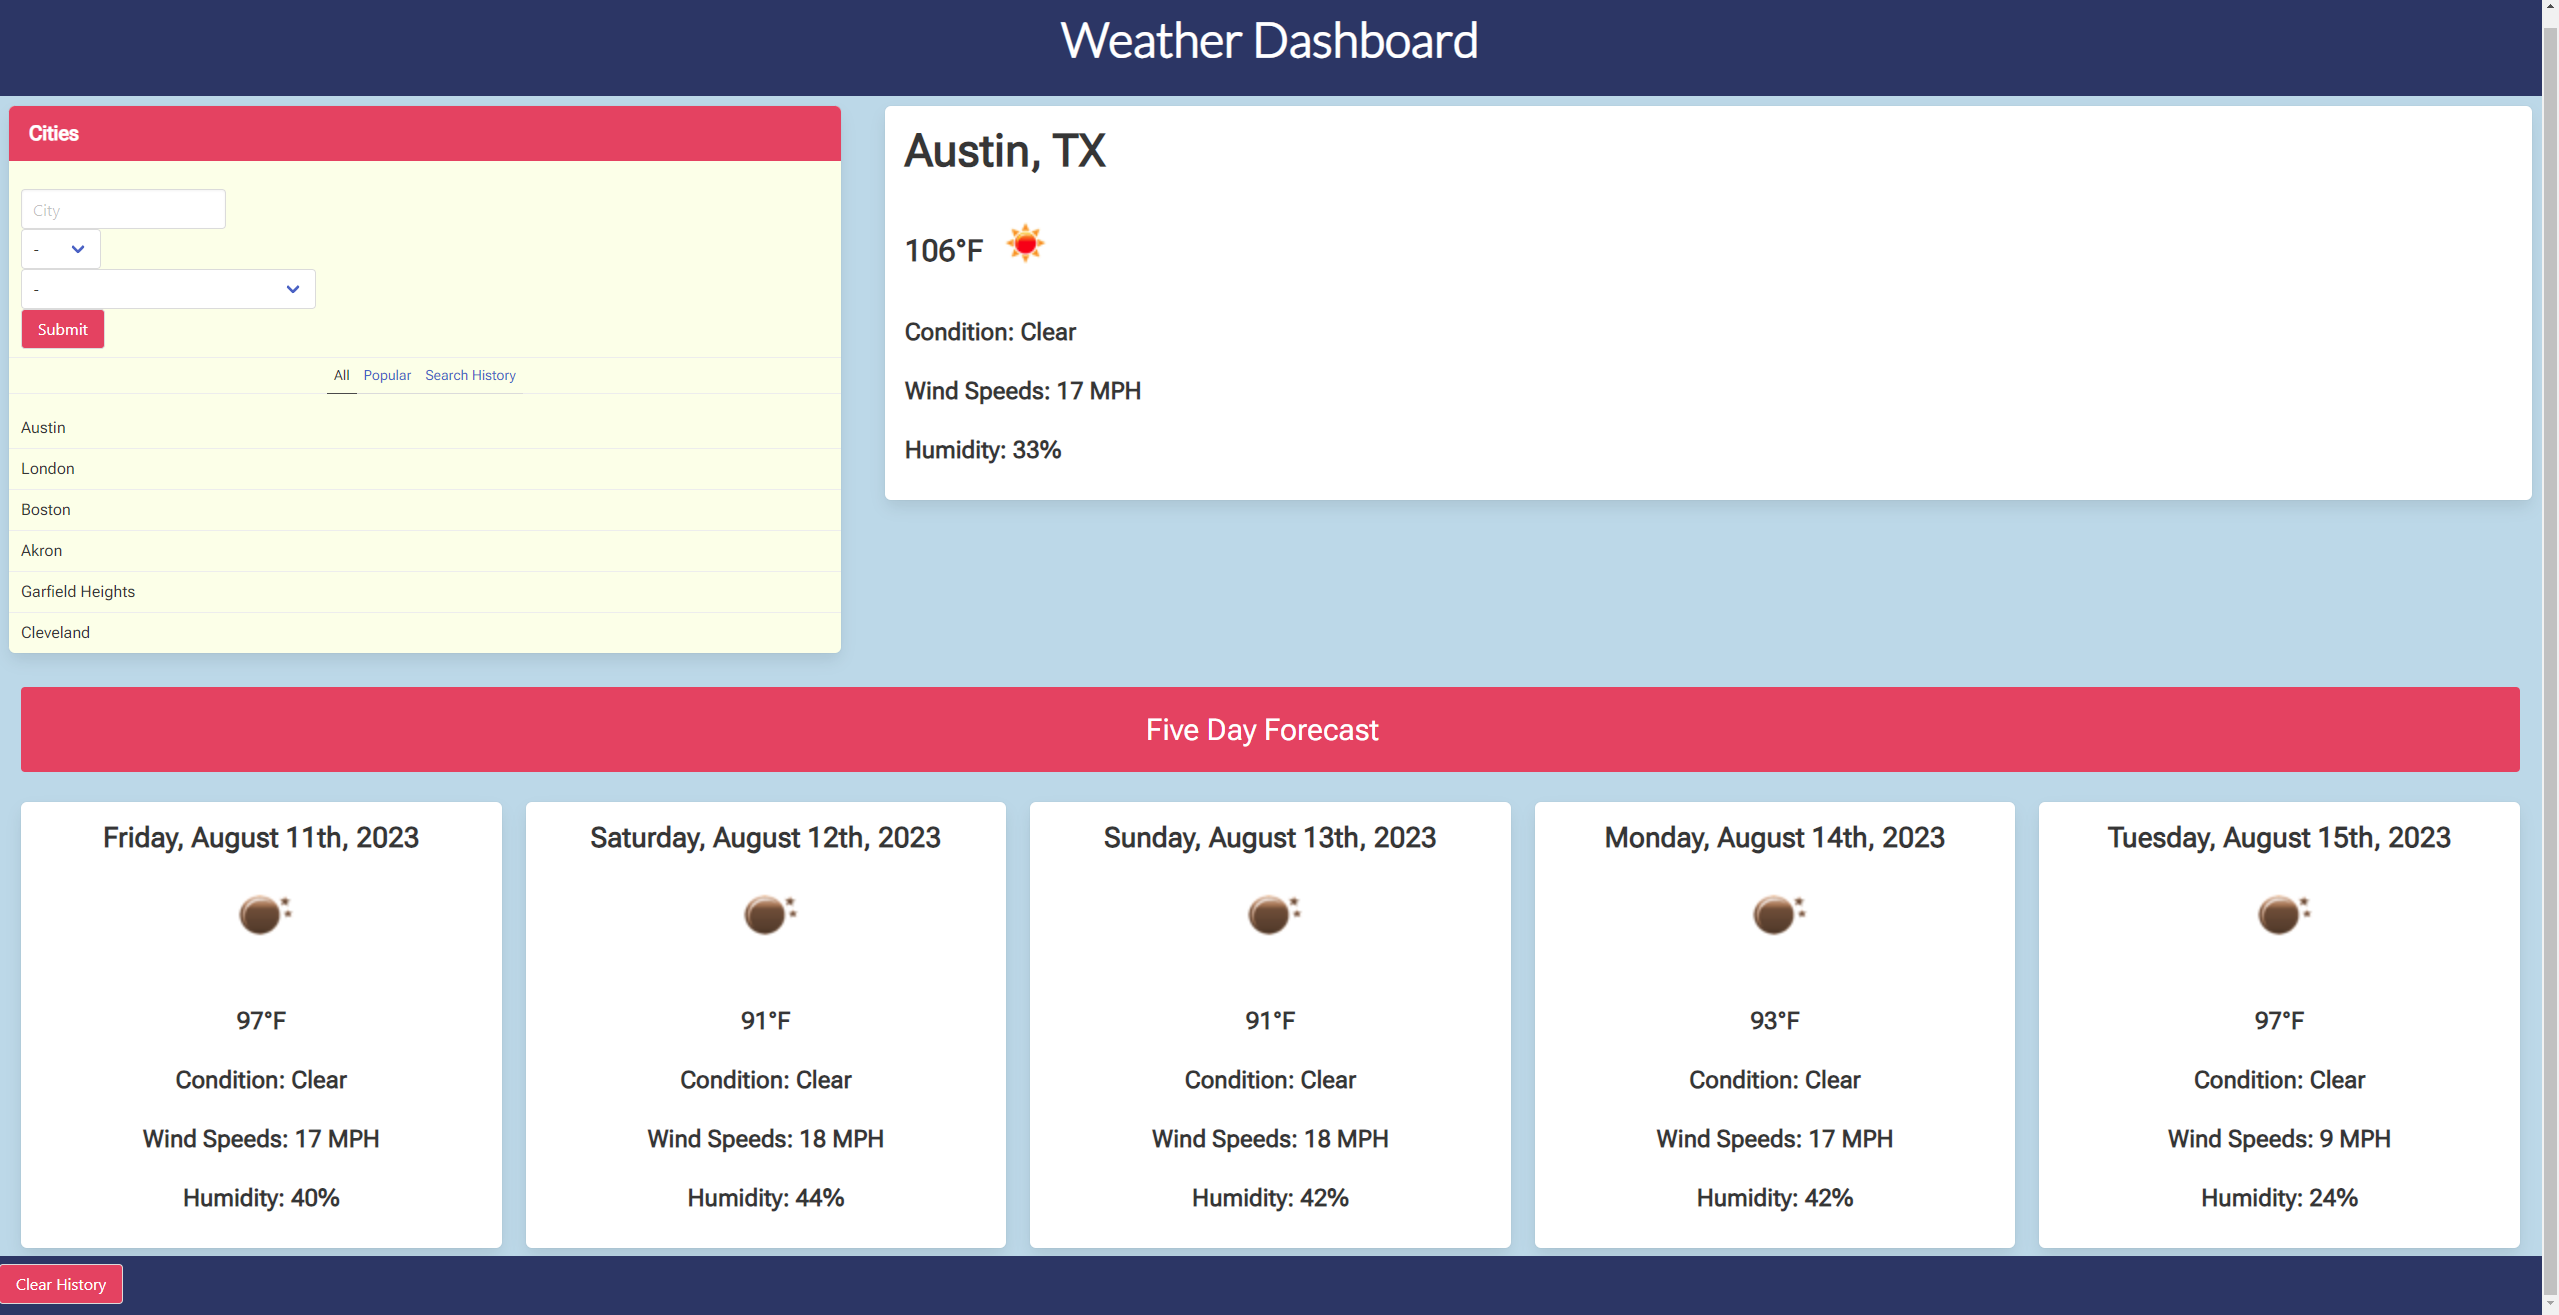 Weather Dashboard
Cities
City
-
-
Submit
All Popular Search History
Austin
London
Boston
Akron
Garfield Heights
Cleveland
Austin, TX
106°F
Condition: Clear
Wind Speeds: 17 MPH
Humidity: 33%
Five Day Forecast
Friday, August 11th, 2023
97°F
Condition: Clear
Wind Speeds: 17 MPH
Humidity: 40%
Saturday, August 12th, 2023
91°F
Condition: Clear
Wind Speeds: 18 MPH
Humidity: 44%
Sunday, August 13th, 2023
91°F
Condition: Clear
Wind Speeds: 18 MPH
Humidity: 42%
Monday, August 14th, 2023
93°F
Condition: Clear
Wind Speeds: 17 MPH
Humidity: 42%
Tuesday, August 15th, 2023
97°F
Condition: Clear
Wind Speeds: 9 MPH
Humidity: 24%
Clear History